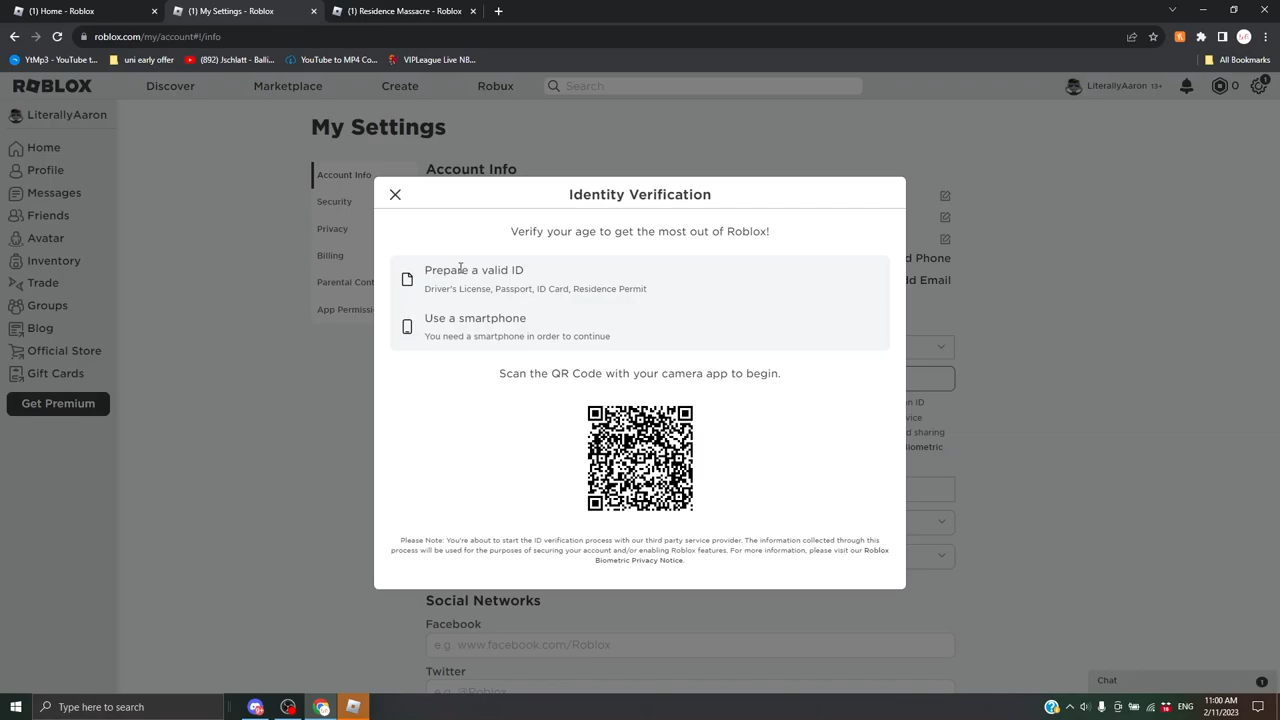 (1) Home - Roblox
(1) My Settings - Roblox
(1) Residence Massacre -
roblox.com/my/account#!/info
YtMp3 - YouTube t...
uni early offer
(892) Jschlatt - Balli...
YouTube to MP4 Co...
VIPLeague Live NB...
All Bookmarks
ROBLOX
Discover
Marketplace
Create
Robux
Search
LiterallyAaron 13+
0
1
LiterallyAaron
Home
Profile
Messages
Friends
Avatar
Inventory
Trade
Groups
Blog
Official Store
Gift Cards
Get Premium
My Settings
Account Info
Security
Privacy
Billing
Parental Cont
App Permissi
Account Info
d Phone
dd Email
on ID
vice
d sharing
Biometric
Identity Verification
Verify your age to get the most out of Roblox!
Prepare a valid ID
Driver's License, Passport, ID Card, Residence Permit
Use a smartphone
You need a smartphone in order to continue
Scan the QR Code with your camera app to begin.
Please Note: You're about to start the ID verification process with our third party service provider. The information collected through this
process will be used for the purposes of securing your account and/or enabling Roblox features. For more information, please visit our Roblox
Biometric Privacy Notice.
Social Networks
Facebook
e.g. www.facebook.com/Roblox
Twitter
e.g. @Roblox
Chat
1
Type here to search
ENG
11:00 AM
2/11/2023